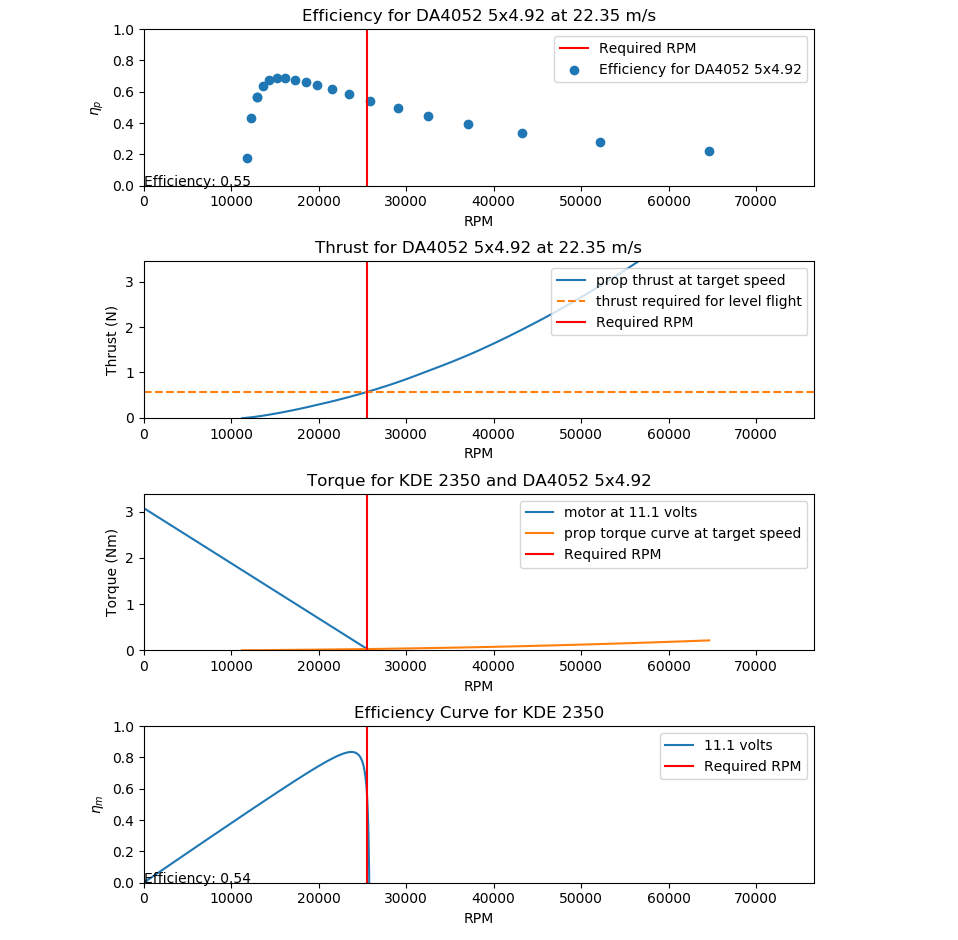 Efficiency for DA4052 5x4.92 at 22.35 m/s
1.0
0.8
0.6
0.4
0.2
0.0
η_p
Required RPM
Efficiency for DA4052 5x4.92
Efficiency: 0.55
0 10000 20000 30000 40000 50000 60000 70000
RPM
Thrust for DA4052 5x4.92 at 22.35 m/s
3
2
1
0
Thrust (N)
prop thrust at target speed
thrust required for level flight
Required RPM
0 10000 20000 30000 40000 50000 60000 70000
RPM
Torque for KDE 2350 and DA4052 5x4.92
3
2
1
0
Torque (Nm)
motor at 11.1 volts
prop torque curve at target speed
Required RPM
0 10000 20000 30000 40000 50000 60000 70000
RPM
Efficiency Curve for KDE 2350
1.0
0.8
0.6
0.4
0.2
0.0
η_m
11.1 volts
Required RPM
Efficiency: 0.54
0 10000 20000 30000 40000 50000 60000 70000
RPM